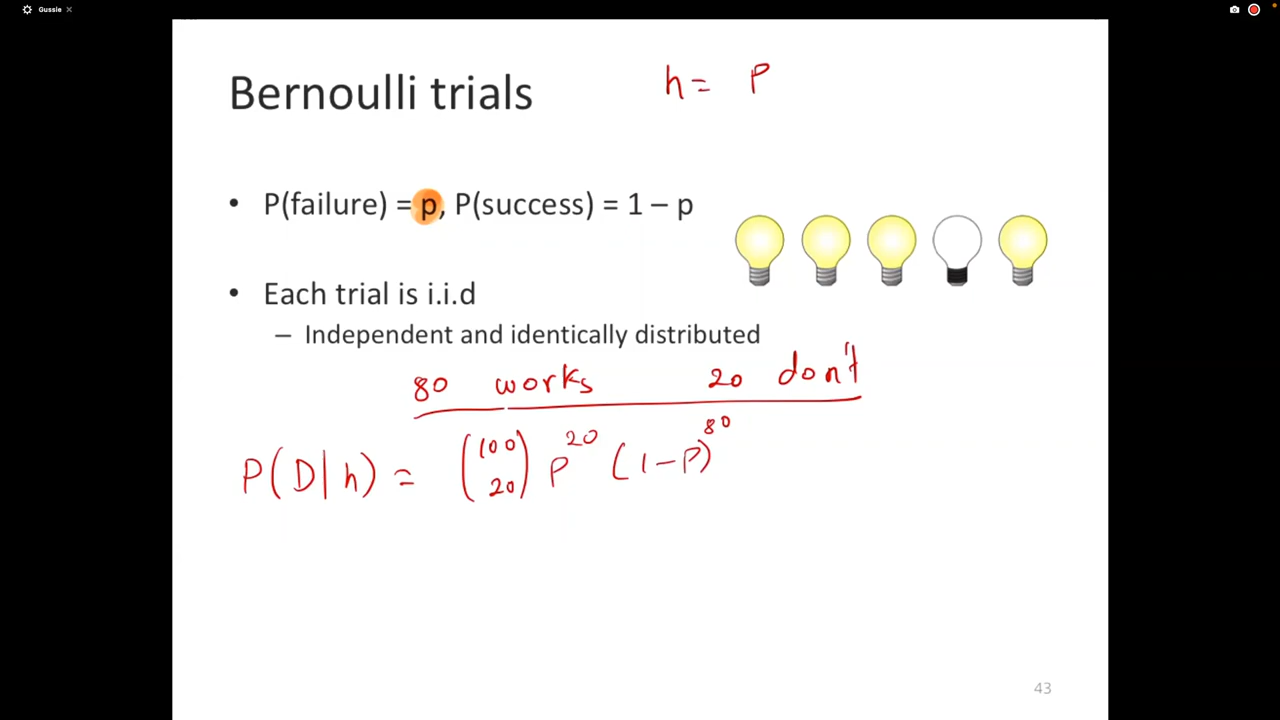 Gussie ×
Bernoulli trials
h = P
• P(failure) = p, P(success) = 1 – p
• Each trial is i.i.d
– Independent and identically distributed
80 works 20 don't
P(D|h) = (100 20) P^20 (1-P)^80
43